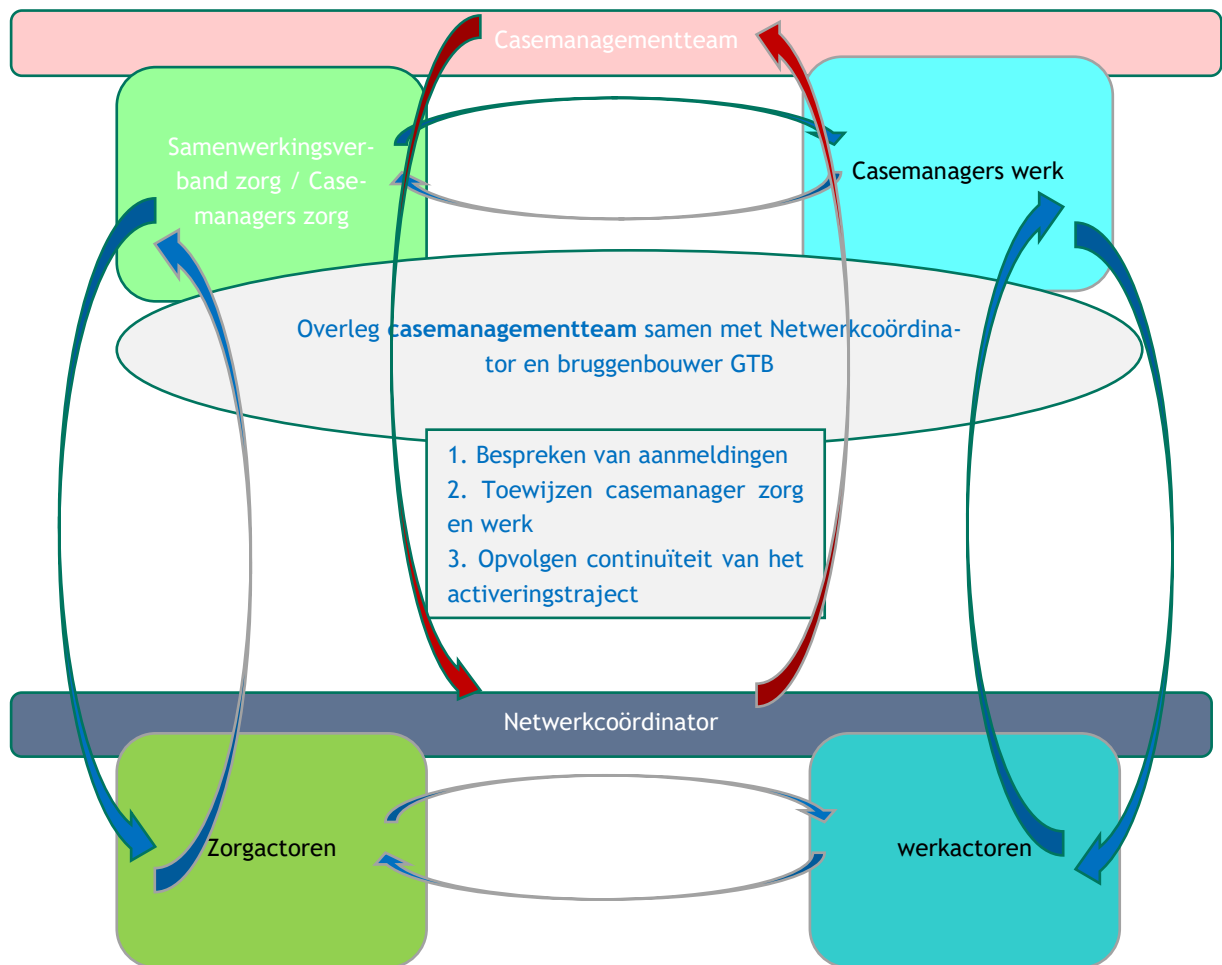 Casemanagementteam
Samenwerkingsver-
band zorg / Case-
managers zorg
Casemanagers werk
Overleg casemanagementteam samen met Netwerkcoördina-
tor en bruggenbouwer GTB
1. Bespreken van aanmeldingen
2. Toewijzen casemanager zorg
en werk
3. Opvolgen continuïteit van het
activeringstraject
Netwerkcoördinator
Zorgactoren
werkactoren